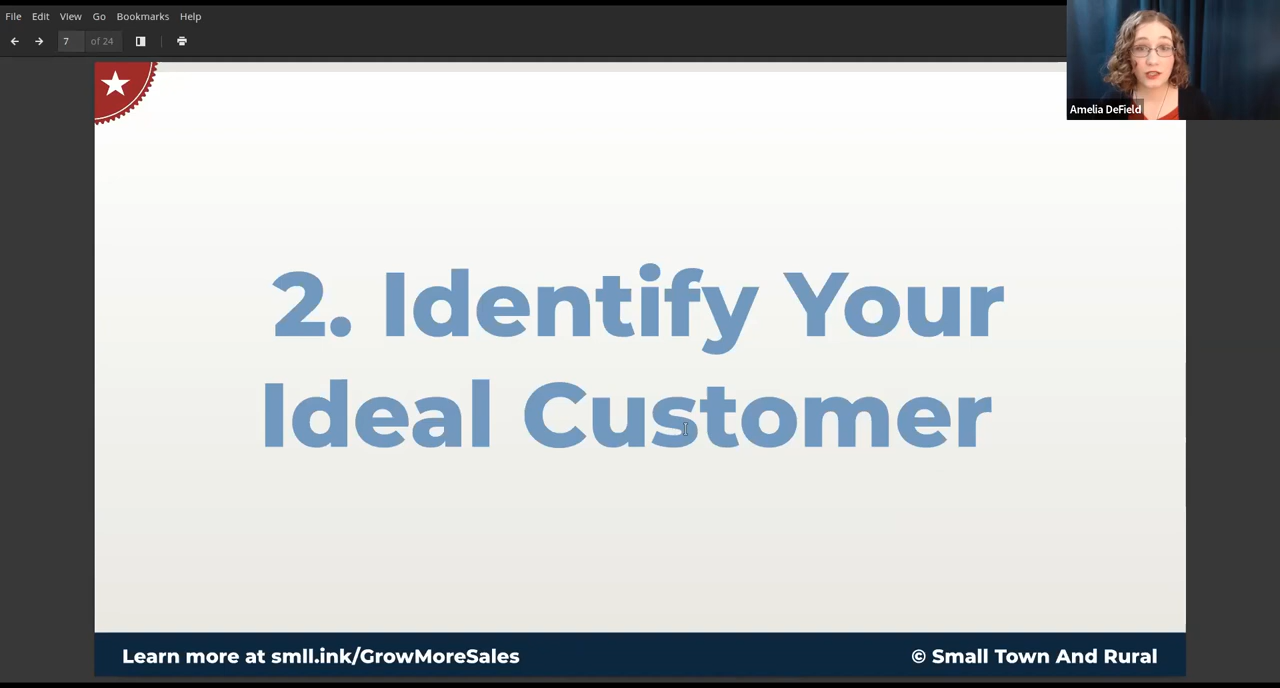 File Edit View Go Bookmarks Help
7 of 24
Amelia DeField
2. Identify Your
Ideal Customer
Learn more at smll.ink/GrowMoreSales
© Small Town And Rural